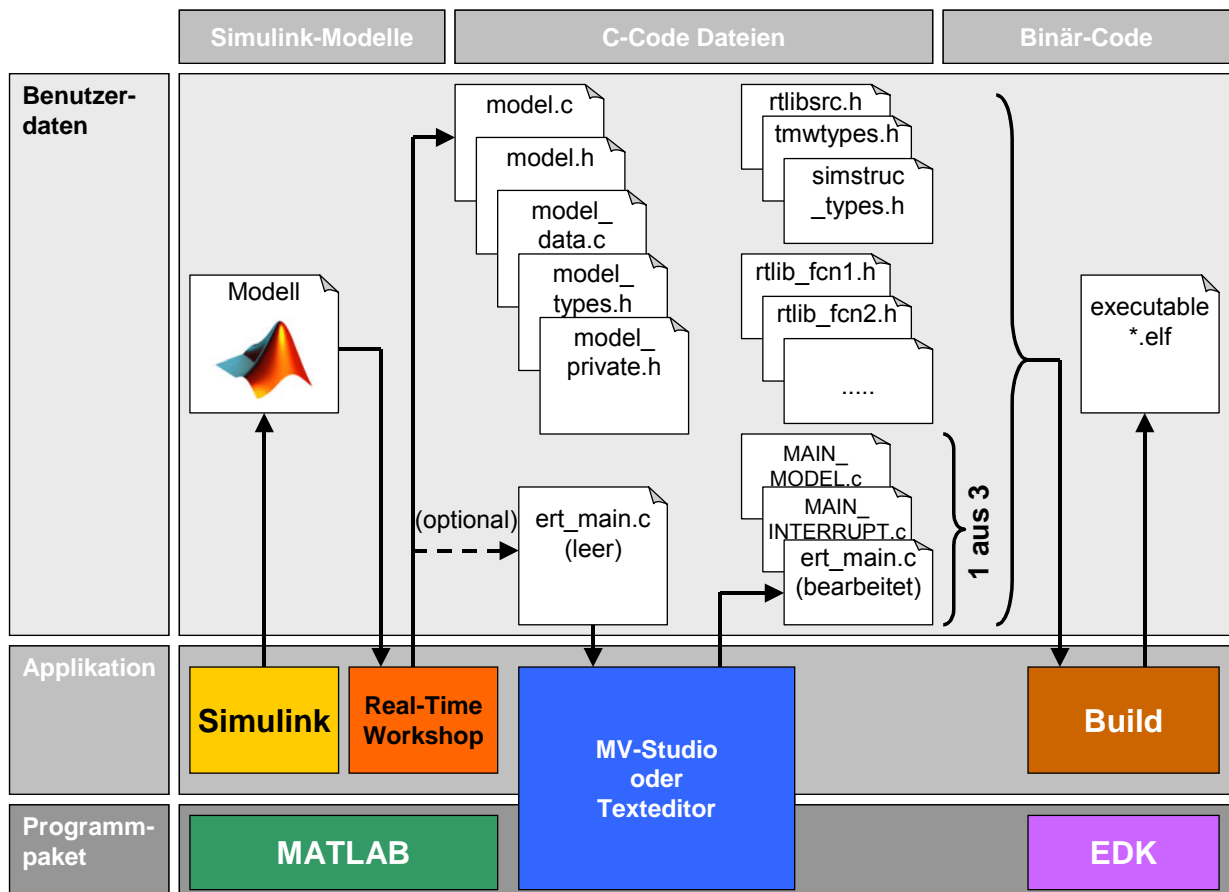 Simulink-Modelle
C-Code Dateien
Binär-Code
Benutzer-
daten
model.c
model.h
model_
data.c
model_
types.h
model_
private.h
rtlibsrc.h
tmwtypes.h
simstruc
_types.h
rtlib_fcn1.h
rtlib_fcn2.h
.....
Modell
executable
*.elf
(optional)
ert_main.c
(leer)
MAIN_
MODEL.c
MAIN_
INTERRUPT.c
ert_main.c
(bearbeitet)
1 aus 3
Applikation
Simulink
Real-Time
Workshop
MV-Studio
oder
Texteditor
Build
Programm-
paket
MATLAB
EDK